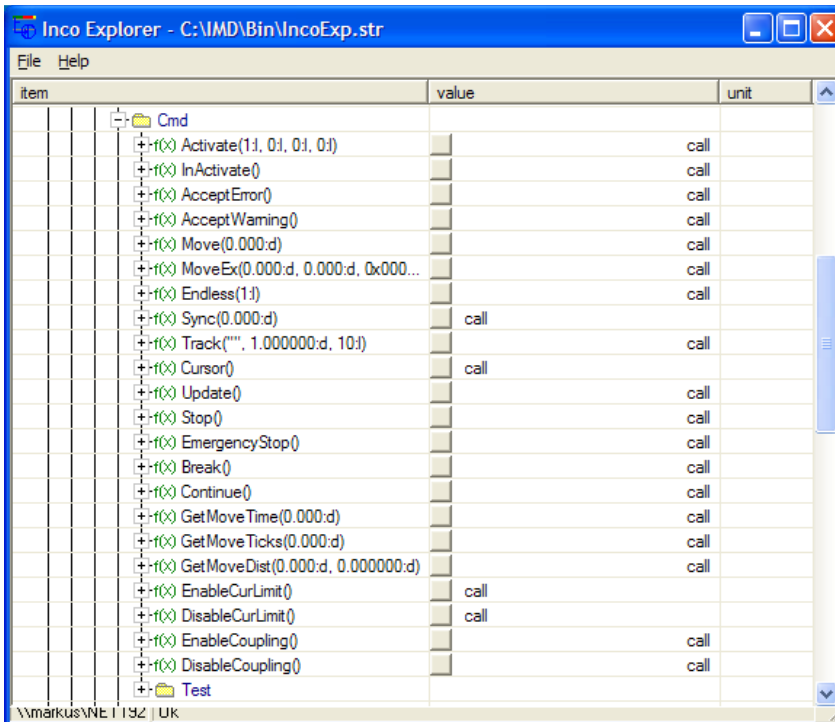 Inco Explorer - C:\IMD\Bin\IncoExp.str
File Help
item value unit
Cmd
f(x) Activate(1:l, 0:l, 0:l, 0:l) call
f(x) InActivate() call
f(x) AcceptError() call
f(x) AcceptWarning() call
f(x) Move(0.000:d) call
f(x) MoveEx(0.000:d, 0.000:d, 0x000... call
f(x) Endless(1:l) call
f(x) Sync(0.000:d) call
f(x) Track("", 1.000000:d, 10:l) call
f(x) Cursor() call
f(x) Update() call
f(x) Stop() call
f(x) EmergencyStop() call
f(x) Break() call
f(x) Continue() call
f(x) GetMoveTime(0.000:d) call
f(x) GetMoveTicks(0.000:d) call
f(x) GetMoveDist(0.000:d, 0.000000:d) call
f(x) EnableCurLimit() call
f(x) DisableCurLimit() call
f(x) EnableCoupling() call
f(x) DisableCoupling() call
Test
\\markus\NET192 Ok